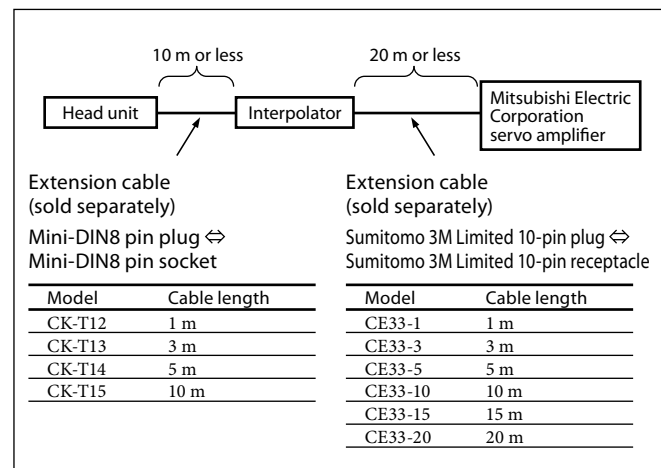 10 m or less
20 m or less
Head unit
Interpolator
Mitsubishi Electric
Corporation
servo amplifier
Extension cable
(sold separately)
Mini-DIN8 pin plug ⇔
Mini-DIN8 pin socket
Model Cable length
CK-T12 1 m
CK-T13 3 m
CK-T14 5 m
CK-T15 10 m
Extension cable
(sold separately)
Sumitomo 3M Limited 10-pin plug ⇔
Sumitomo 3M Limited 10-pin receptacle
Model Cable length
CE33-1 1 m
CE33-3 3 m
CE33-5 5 m
CE33-10 10 m
CE33-15 15 m
CE33-20 20 m